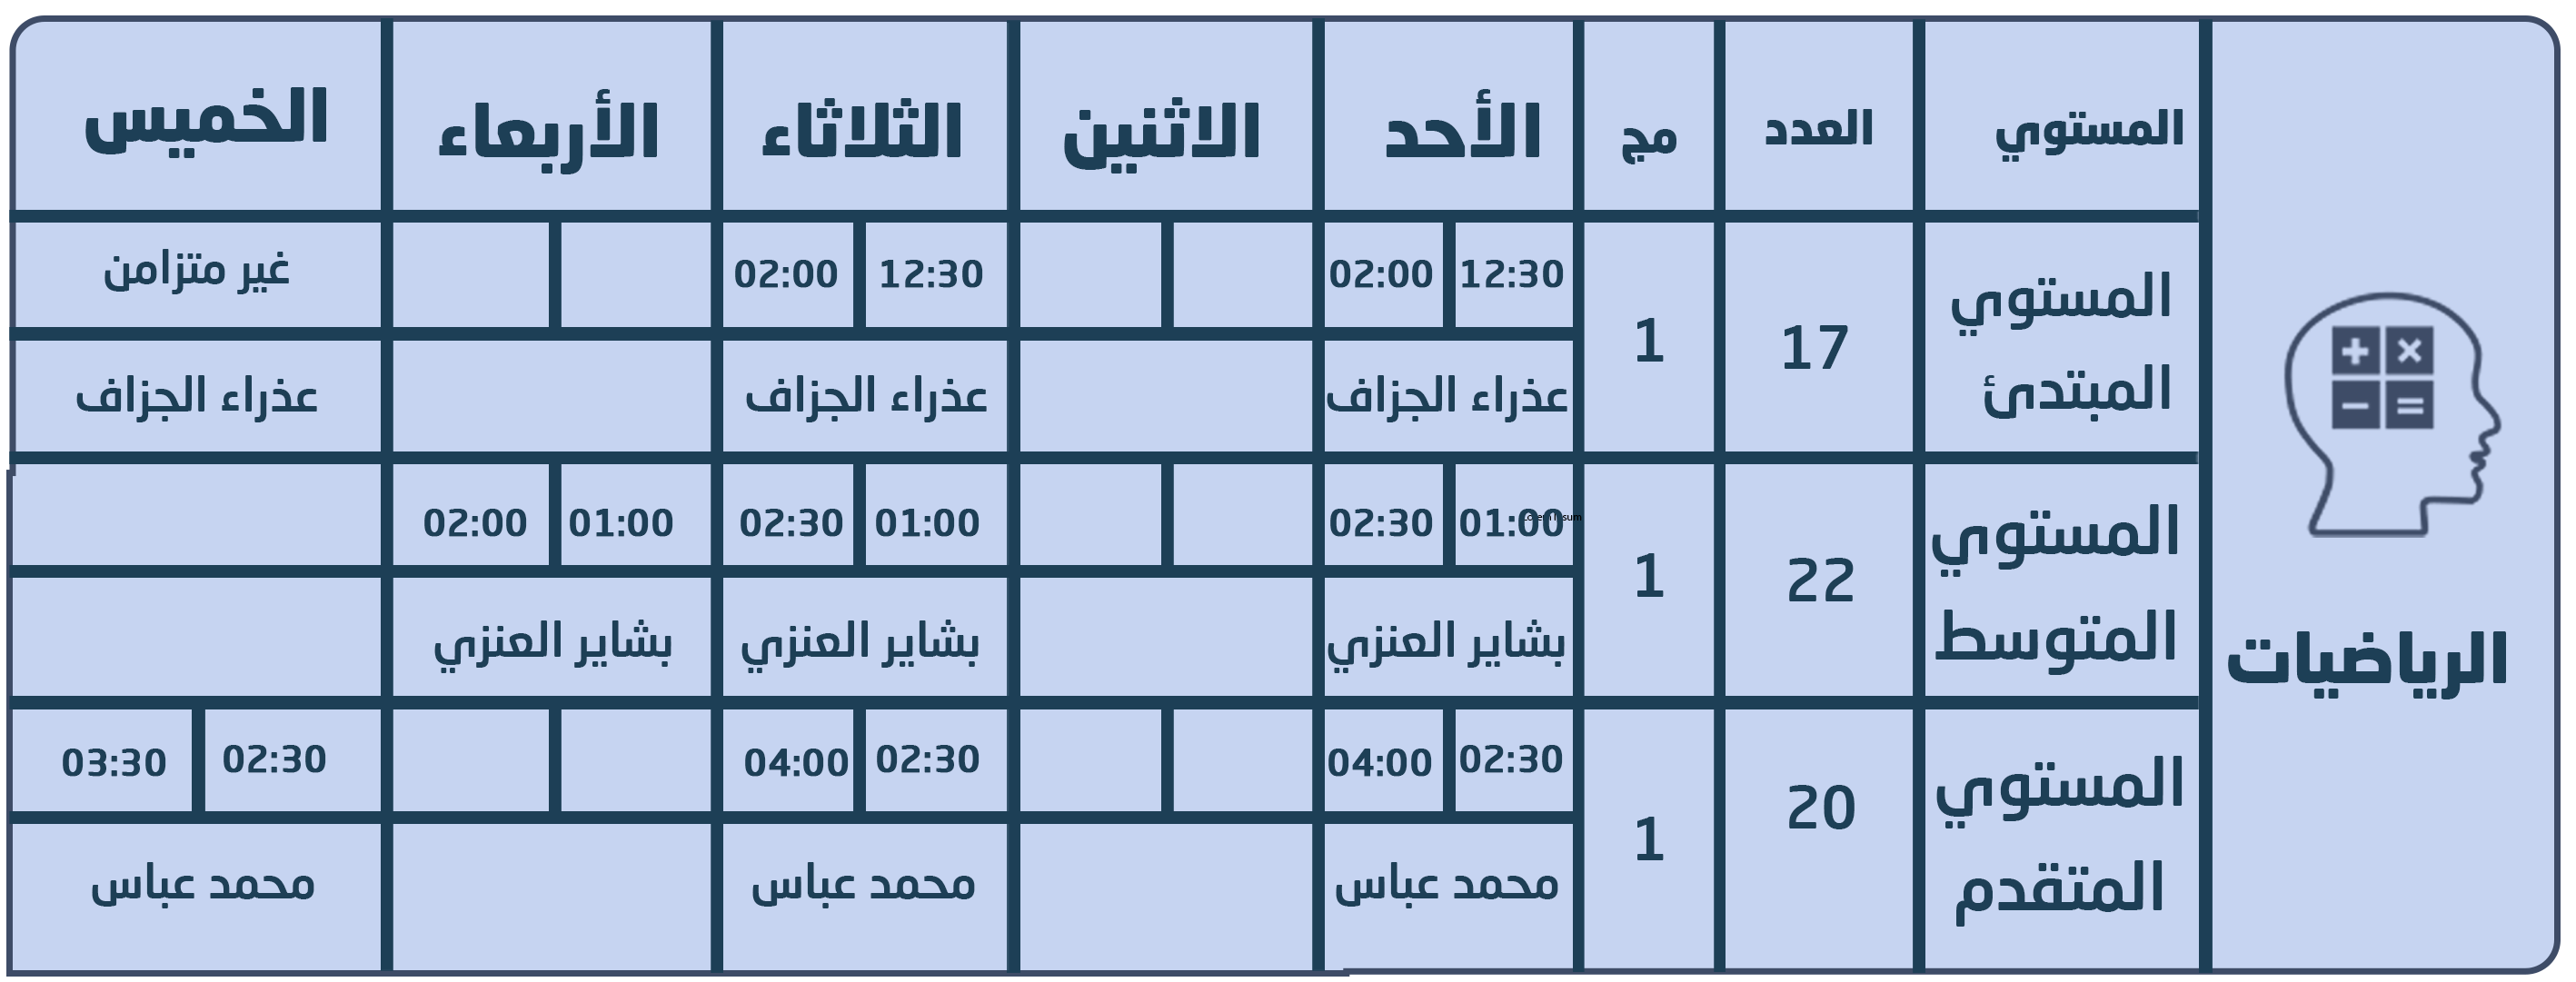 الرياضيات
المستوي العدد مج الأحد الاثنين الثلاثاء الأربعاء الخميس
المستوي
المبتدئ
17 1
12:30 02:00 12:30 02:00 غير متزامن
عذراء الجزاف عذراء الجزاف عذراء الجزاف
المستوي
المتوسط
22 1
01:00 02:30 01:00 02:30 01:00 02:00
Lorem Ipsum
بشاير العنزي بشاير العنزي بشاير العنزي
المستوي
المتقدم
20 1
02:30 04:00 02:30 04:00 02:30 03:30
محمد عباس محمد عباس محمد عباس